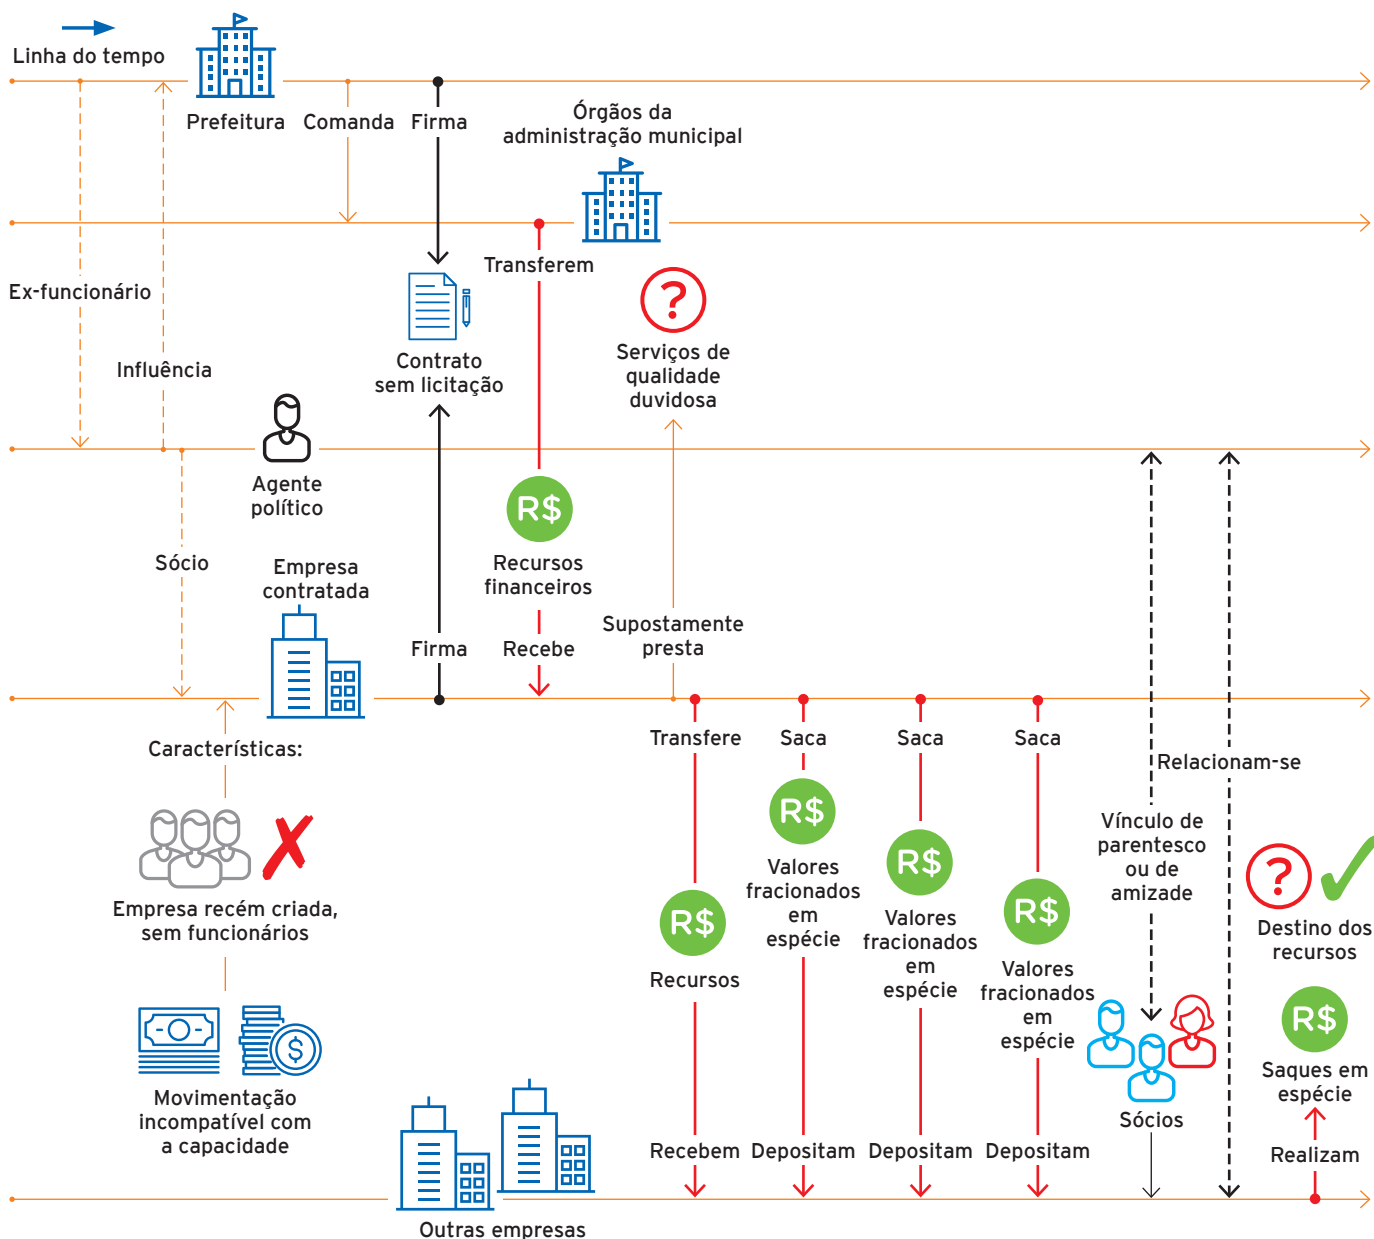 Linha do tempo
Prefeitura
Comanda
Firma
Órgãos da
administração municipal
Transferem
Ex-funcionário
Influência
Contrato
sem licitação
?
Serviços de
qualidade
duvidosa
Agente
político
R$
Recursos
financeiros
Sócio
Empresa
contratada
Firma
Recebe
Supostamente
presta
Características:
Transfere
Saca
Saca
Saca
Relacionam-se
R$
Valores
fracionados
em
espécie
R$
Valores
fracionados
em
espécie
R$
Valores
fracionados
em
espécie
R$
Recursos
Vínculo de
parentesco
ou de
amizade
?
Destino dos
recursos
Empresa recém criada,
sem funcionários
$
Movimentação
incompatível com
a capacidade
R$
Saques em
espécie
Sócios
Recebem
Depositam
Depositam
Depositam
Realizam
Outras empresas